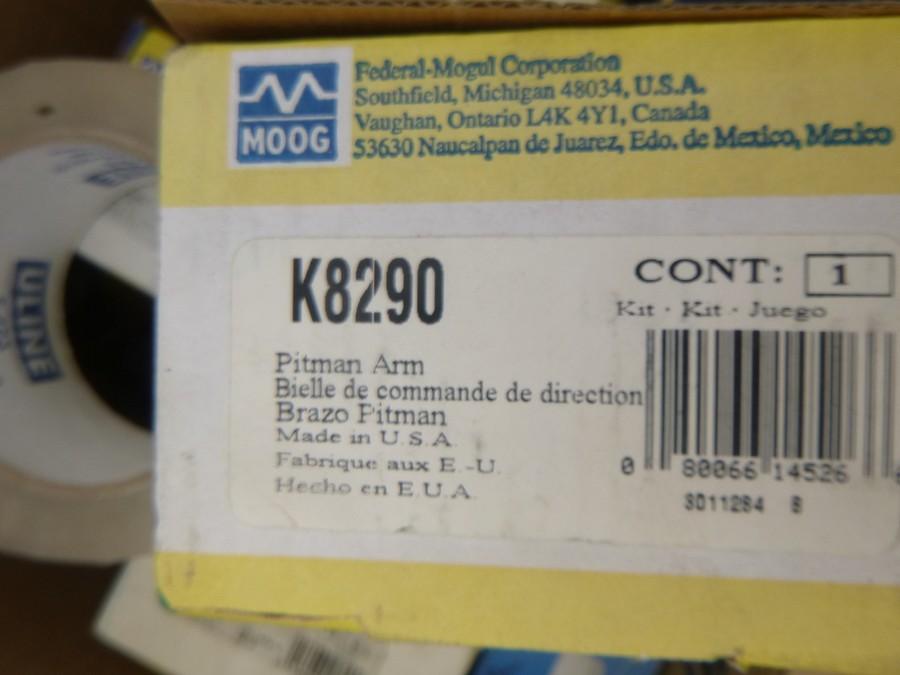 MOOG
Federal-Mogul Corporation
Southfield, Michigan 48034, U.S.A.
Vaughan, Ontario L4K 4Y1, Canada
53630 Naucalpan de Juarez, Edo. de Mexico, Mexico
K8290
CONT: 1
Kit · Kit · Juego
Pitman Arm
Bielle de commande de direction
Brazo Pitman
Made in U.S.A.
Fabrique aux E.-U.
Hecho en E.U.A.
0 80066 14526
3011284 8
ULINE